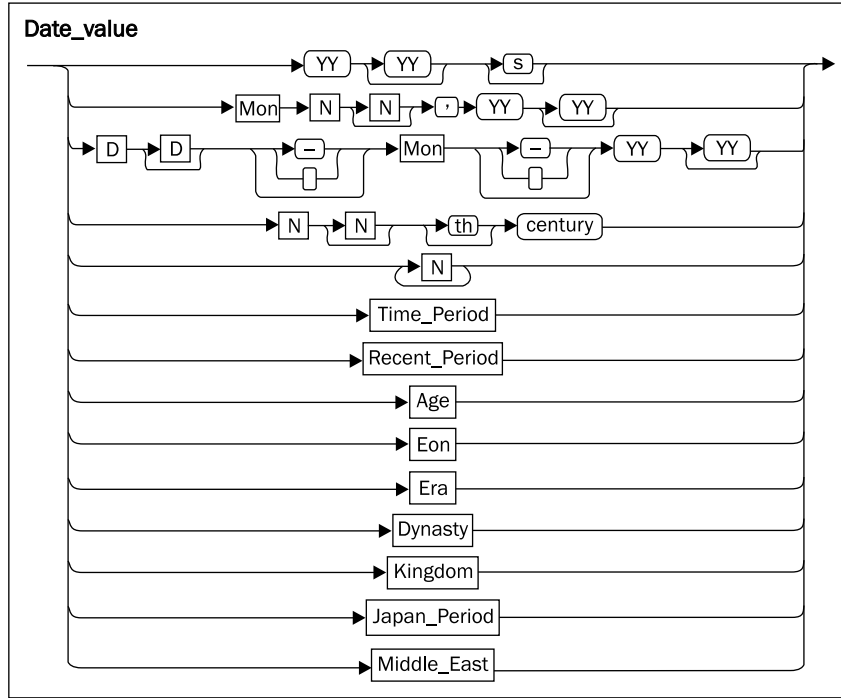 Date_value
YY YY s
Mon N N , YY YY
D D – Mon – YY YY
N N th century
N
Time_Period
Recent_Period
Age
Eon
Era
Dynasty
Kingdom
Japan_Period
Middle_East